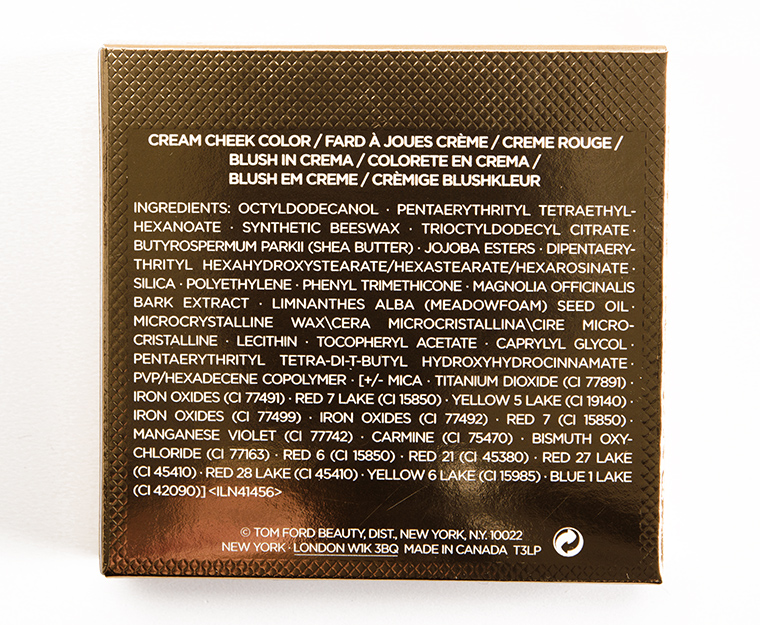 CREAM CHEEK COLOR / FARD À JOUES CRÈME / CREME ROUGE /
BLUSH IN CREMA / COLORETE EN CREMA /
BLUSH EM CREME / CRÈMIGE BLUSHKLEUR
INGREDIENTS: OCTYLDODECANOL · PENTAERYTHRITYL TETRAETHYL-
HEXANOATE · SYNTHETIC BEESWAX · TRIOCTYLDODECYL CITRATE ·
BUTYROSPERMUM PARKII (SHEA BUTTER) · JOJOBA ESTERS · DIPENTAERY-
THRITYL HEXAHYDROXYSTEARATE/HEXASTEARATE/HEXAROSINATE ·
SILICA · POLYETHYLENE · PHENYL TRIMETHICONE · MAGNOLIA OFFICINALIS
BARK EXTRACT · LIMNANTHES ALBA (MEADOWFOAM) SEED OIL ·
MICROCRYSTALLINE WAX\CERA MICROCRISTALLINA\CIRE MICRO-
CRISTALLINE · LECITHIN · TOCOPHERYL ACETATE · CAPRYLYL GLYCOL ·
PENTAERYTHRITYL TETRA-DI-T-BUTYL HYDROXYHYDROCINNAMATE ·
PVP/HEXADECENE COPOLYMER · [+/- MICA · TITANIUM DIOXIDE (CI 77891) ·
IRON OXIDES (CI 77491) · RED 7 LAKE (CI 15850) · YELLOW 5 LAKE (CI 19140) ·
IRON OXIDES (CI 77499) · IRON OXIDES (CI 77492) · RED 7 (CI 15850) ·
MANGANESE VIOLET (CI 77742) · CARMINE (CI 75470) · BISMUTH OXY-
CHLORIDE (CI 77163) · RED 6 (CI 15850) · RED 21 (CI 45380) · RED 27 LAKE
(CI 45410) · RED 28 LAKE (CI 45410) · YELLOW 6 LAKE (CI 15985) · BLUE 1 LAKE
(CI 42090)] <ILN41456>
© TOM FORD BEAUTY, DIST., NEW YORK, N.Y. 10022
NEW YORK · LONDON W1K 3BQ MADE IN CANADA T3LP